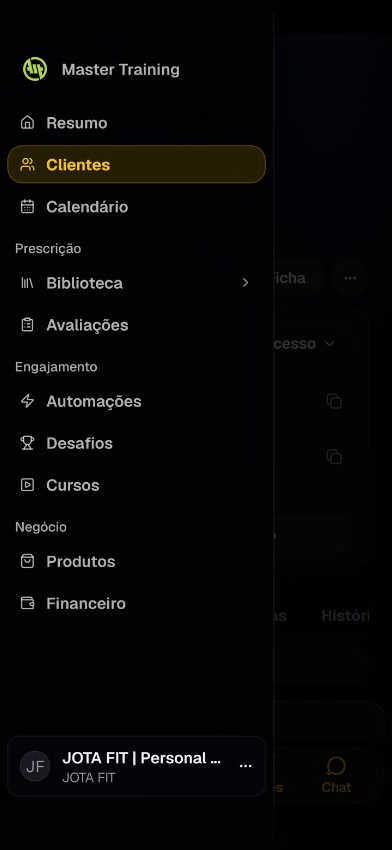 Master Training
Resumo
Clientes
Calendário
Prescrição
Biblioteca
Avaliações
Engajamento
Automações
Desafios
Cursos
Negócio
Produtos
Financeiro
JF
JOTA FIT | Personal ...
JOTA FIT
Chat